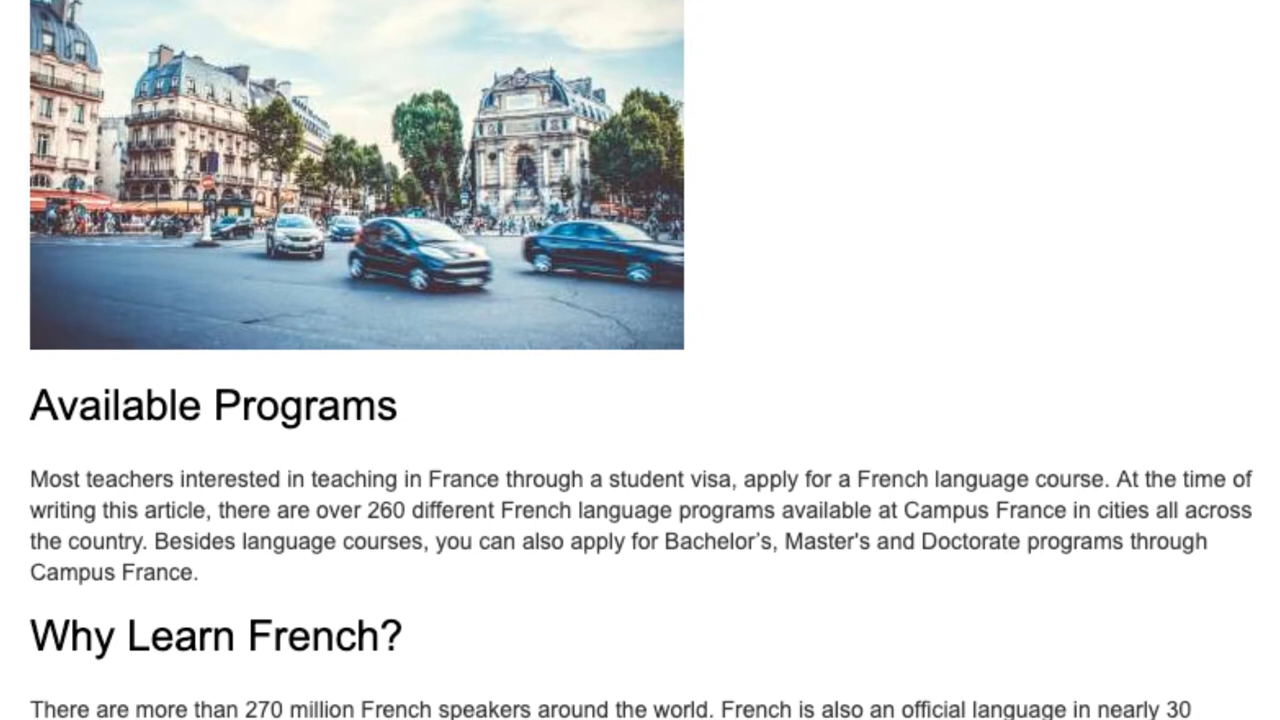 Available Programs
Most teachers interested in teaching in France through a student visa, apply for a French language course. At the time of
writing this article, there are over 260 different French language programs available at Campus France in cities all across
the country. Besides language courses, you can also apply for Bachelor’s, Master's and Doctorate programs through
Campus France.
Why Learn French?
There are more than 270 million French speakers around the world. French is also an official language in nearly 30